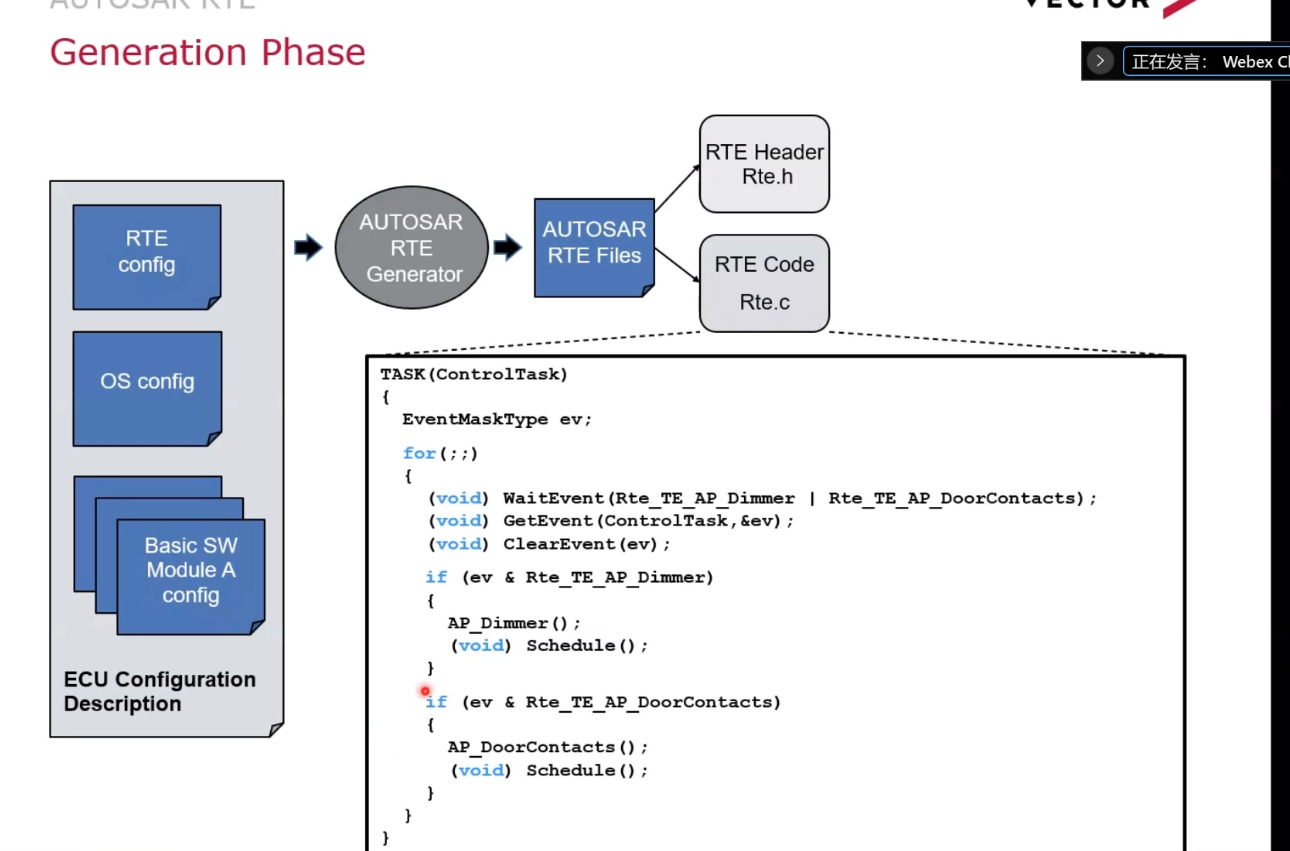 AUTOSAR RTE
VECTOR
Generation Phase
正在发言： Webex
RTE Header
Rte.h
RTE
config
AUTOSAR
RTE
Generator
AUTOSAR
RTE Files
RTE Code
Rte.c
OS config
Basic SW
Module A
config
ECU Configuration
Description
TASK(ControlTask)
{
EventMaskType ev;
for(;;)
{
(void) WaitEvent(Rte_TE_AP_Dimmer | Rte_TE_AP_DoorContacts);
(void) GetEvent(ControlTask,&ev);
(void) ClearEvent(ev);
if (ev & Rte_TE_AP_Dimmer)
{
AP_Dimmer();
(void) Schedule();
}
if (ev & Rte_TE_AP_DoorContacts)
{
AP_DoorContacts();
(void) Schedule();
}
}
}